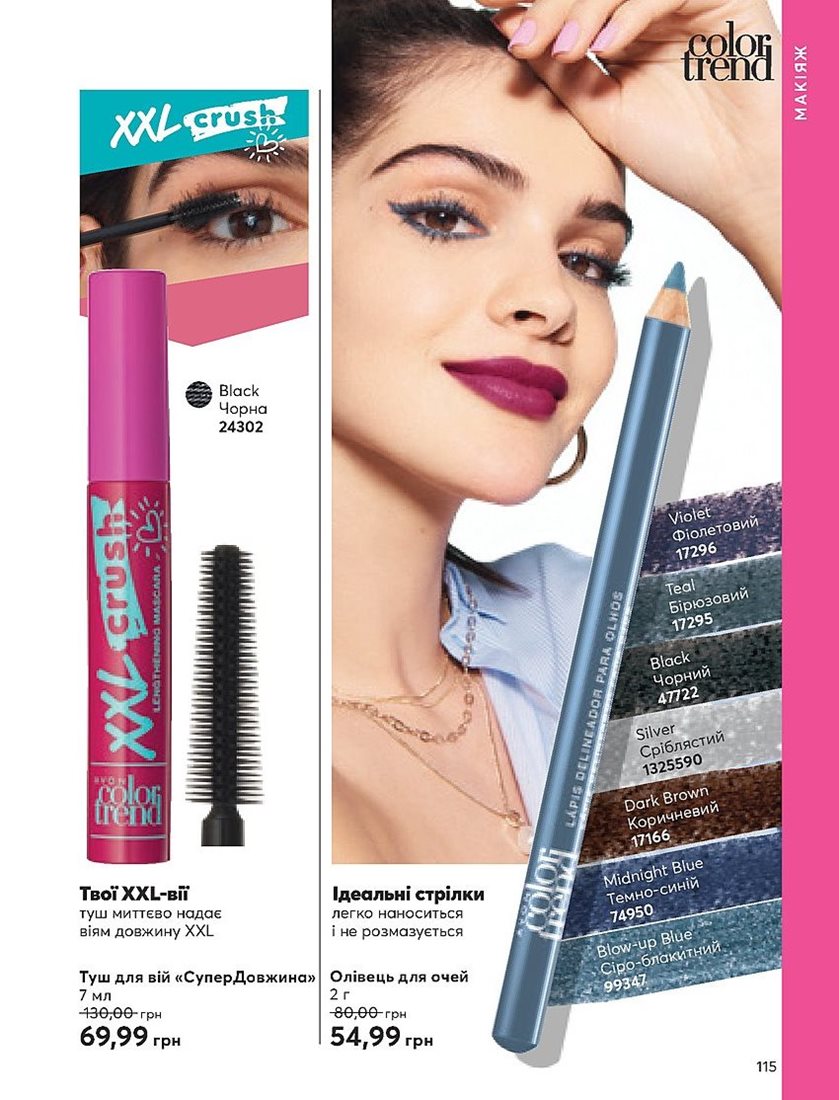 color
trend
МАКІЯЖ
XXL crush
Black
Чорна
24302
XXL crush
LENGTHENING MASCARA
AVON
color
trend
Violet
Фіолетовий
17296
Teal
Бірюзовий
17295
Black
Чорний
47722
Silver
Сріблястий
1325590
Dark Brown
Коричневий
17166
Midnight Blue
Темно-синій
74950
Blow-up Blue
Сіро-блакитний
99347
LÁPIS DELINEADOR PARA OLHOS
AVON
color
trend
Твої XXL-вії
туш миттєво надає
віям довжину XXL
Туш для вій «СуперДовжина»
7 мл
130,00 грн
69,99 грн
Ідеальні стрілки
легко наноситься
і не розмазується
Олівець для очей
2 г
80,00 грн
54,99 грн
115